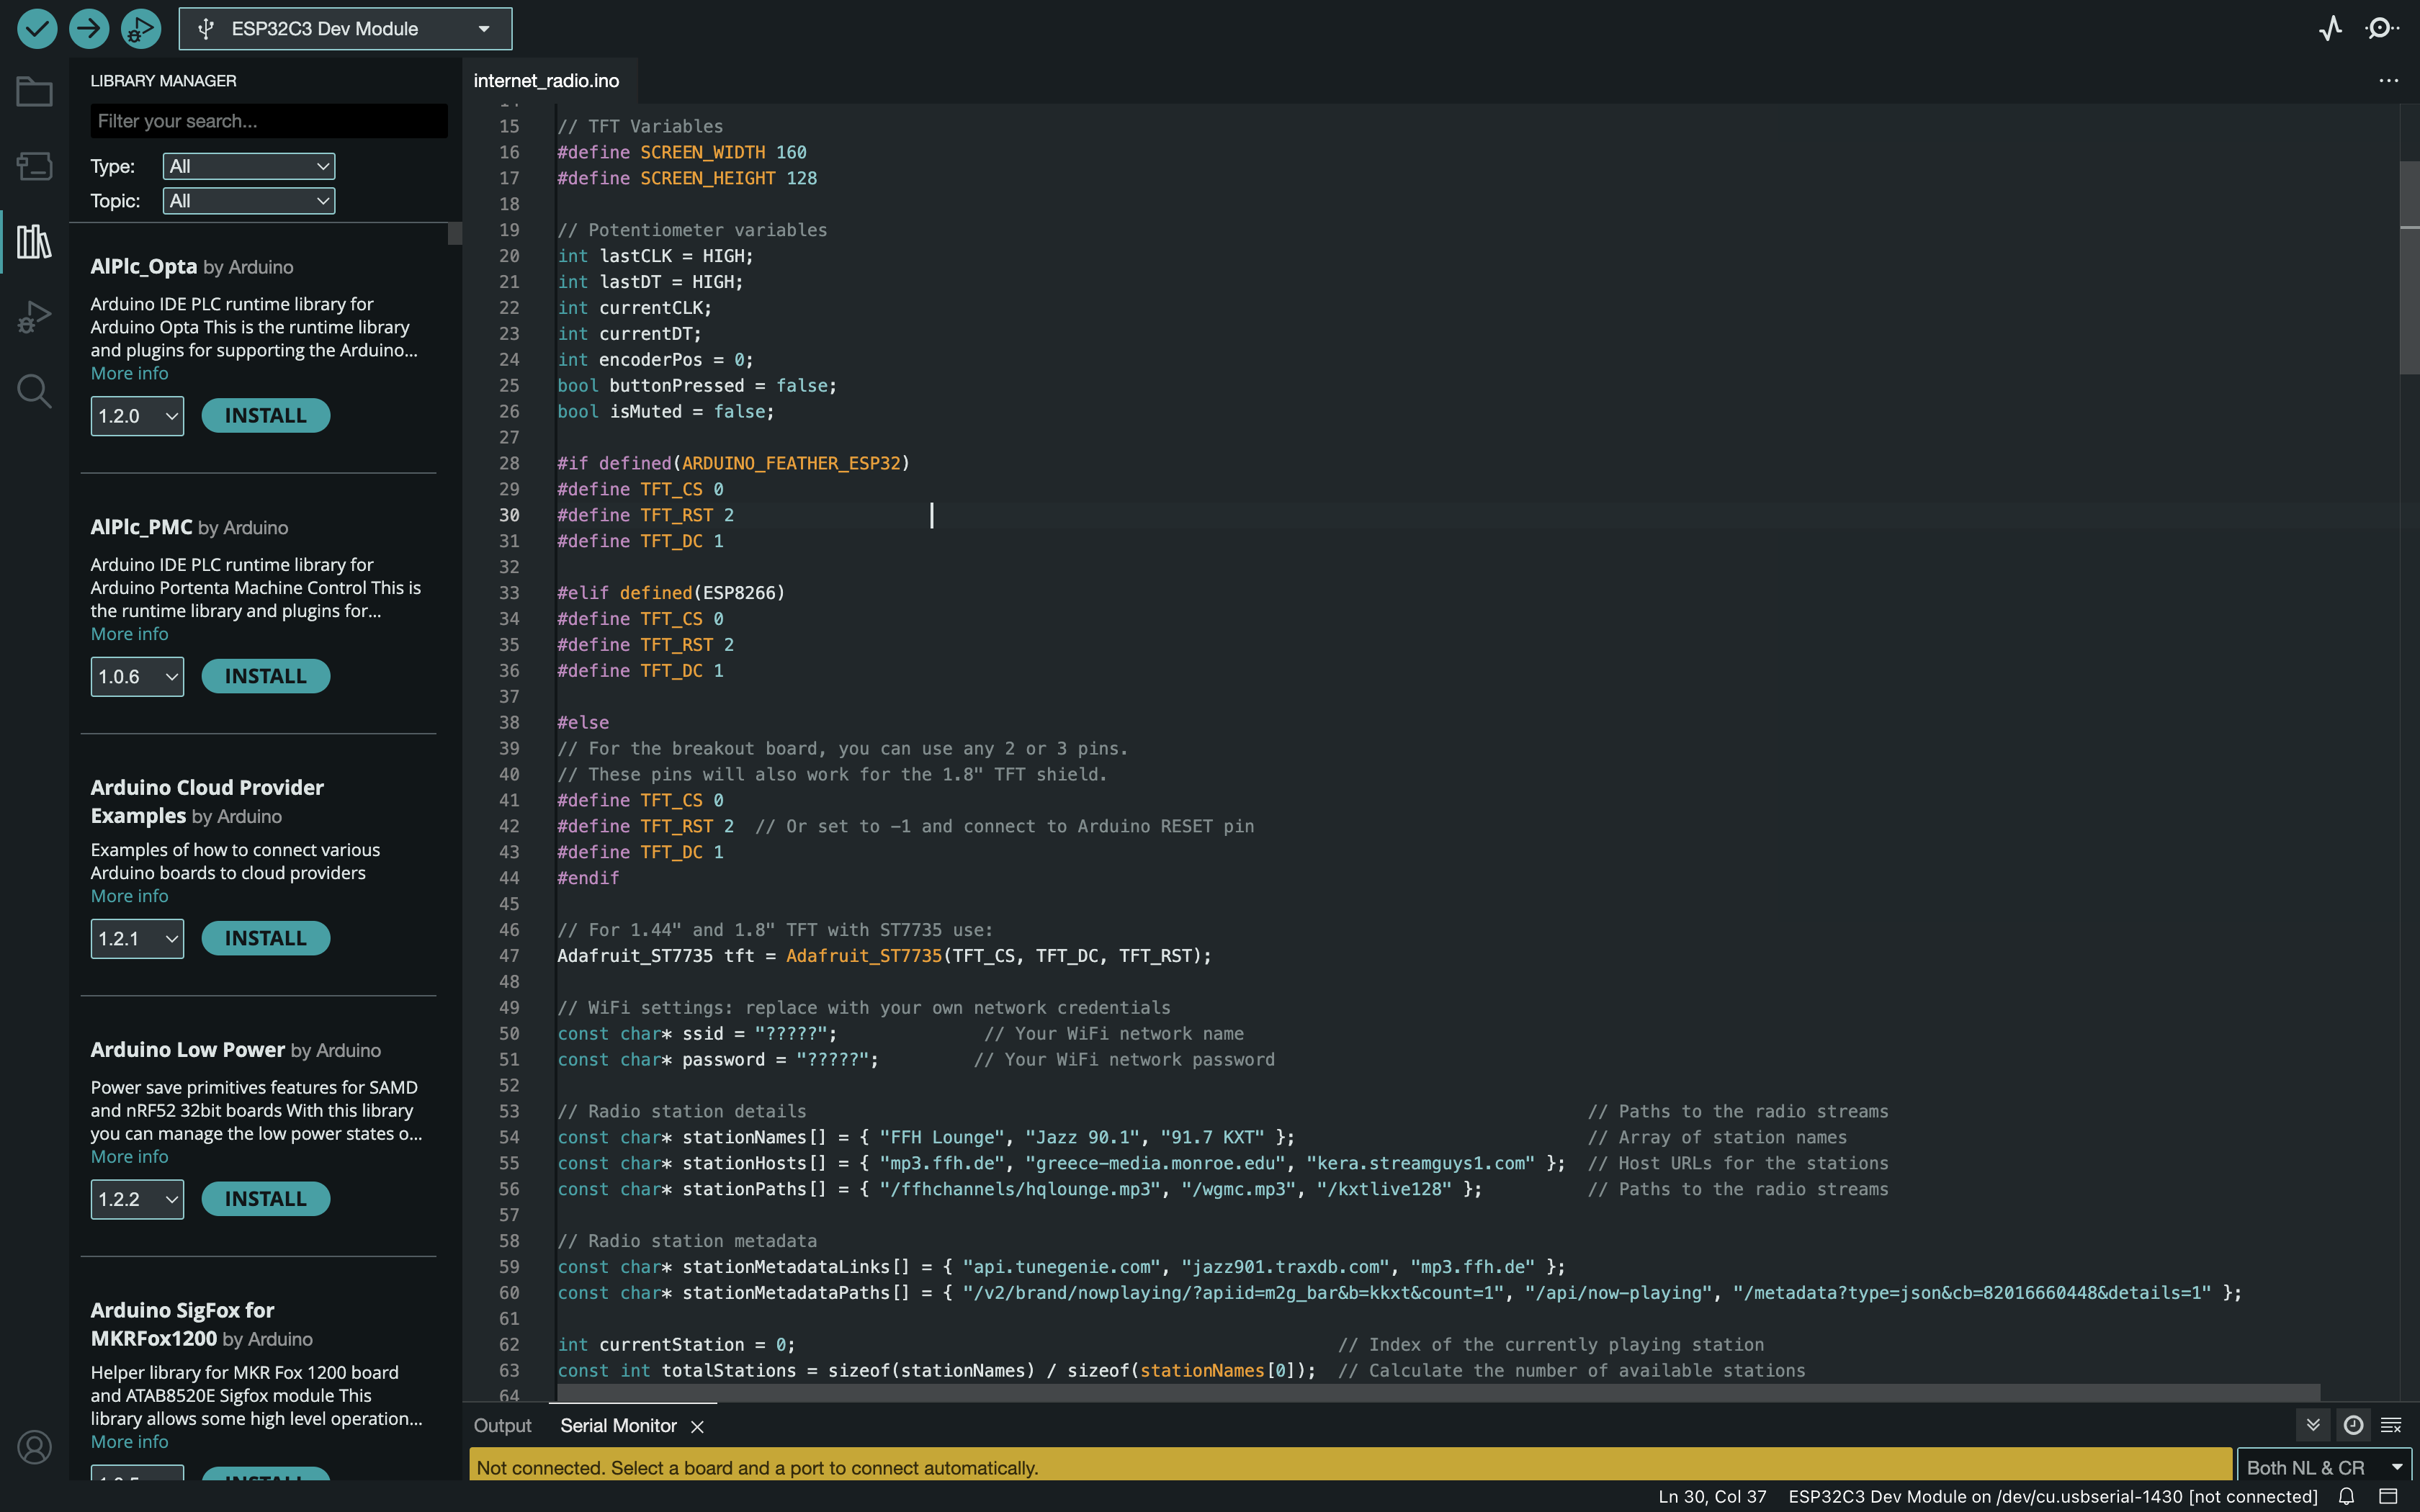 ESP32C3 Dev Module
LIBRARY MANAGER
Filter your search...
Type: All
Topic: All
AlPlc_Opta by Arduino
Arduino IDE PLC runtime library for
Arduino Opta This is the runtime library
and plugins for supporting the Arduino...
More info
1.2.0 INSTALL
AlPlc_PMC by Arduino
Arduino IDE PLC runtime library for
Arduino Portenta Machine Control This is
the runtime library and plugins for...
More info
1.0.6 INSTALL
Arduino Cloud Provider
Examples by Arduino
Examples of how to connect various
Arduino boards to cloud providers
More info
1.2.1 INSTALL
Arduino Low Power by Arduino
Power save primitives features for SAMD
and nRF52 32bit boards With this library
you can manage the low power states o...
More info
1.2.2 INSTALL
Arduino SigFox for
MKRFox1200 by Arduino
Helper library for MKR Fox 1200 board
and ATAB8520E Sigfox module This
library allows some high level operation...
More info
INSTALL
internet_radio.ino
14
15 // TFT Variables
16 #define SCREEN_WIDTH 160
17 #define SCREEN_HEIGHT 128
18
19 // Potentiometer variables
20 int lastCLK = HIGH;
21 int lastDT = HIGH;
22 int currentCLK;
23 int currentDT;
24 int encoderPos = 0;
25 bool buttonPressed = false;
26 bool isMuted = false;
27
28 #if defined(ARDUINO_FEATHER_ESP32)
29 #define TFT_CS 0
30 #define TFT_RST 2
31 #define TFT_DC 1
32
33 #elif defined(ESP8266)
34 #define TFT_CS 0
35 #define TFT_RST 2
36 #define TFT_DC 1
37
38 #else
39 // For the breakout board, you can use any 2 or 3 pins.
40 // These pins will also work for the 1.8" TFT shield.
41 #define TFT_CS 0
42 #define TFT_RST 2 // Or set to -1 and connect to Arduino RESET pin
43 #define TFT_DC 1
44 #endif
45
46 // For 1.44" and 1.8" TFT with ST7735 use:
47 Adafruit_ST7735 tft = Adafruit_ST7735(TFT_CS, TFT_DC, TFT_RST);
48
49 // WiFi settings: replace with your own network credentials
50 const char* ssid = "?????"; // Your WiFi network name
51 const char* password = "?????"; // Your WiFi network password
52
53 // Radio station details // Paths to the radio streams
54 const char* stationNames[] = { "FFH Lounge", "Jazz 90.1", "91.7 KXT" }; // Array of station names
55 const char* stationHosts[] = { "mp3.ffh.de", "greece-media.monroe.edu", "kera.streamguys1.com" }; // Host URLs for the stations
56 const char* stationPaths[] = { "/ffhchannels/hqlounge.mp3", "/wgmc.mp3", "/kxtlive128" }; // Paths to the radio streams
57
58 // Radio station metadata
59 const char* stationMetadataLinks[] = { "api.tunegenie.com", "jazz901.traxdb.com", "mp3.ffh.de" };
60 const char* stationMetadataPaths[] = { "/v2/brand/nowplaying/?apiid=m2g_bar&b=kkxt&count=1", "/api/now-playing", "/metadata?type=json&cb=82016660448&details=1" };
61
62 int currentStation = 0; // Index of the currently playing station
63 const int totalStations = sizeof(stationNames) / sizeof(stationNames[0]); // Calculate the number of available stations
64
Output Serial Monitor
Not connected. Select a board and a port to connect automatically.
Both NL & CR
Ln 30, Col 37 ESP32C3 Dev Module on /dev/cu.usbserial-1430 [not connected]